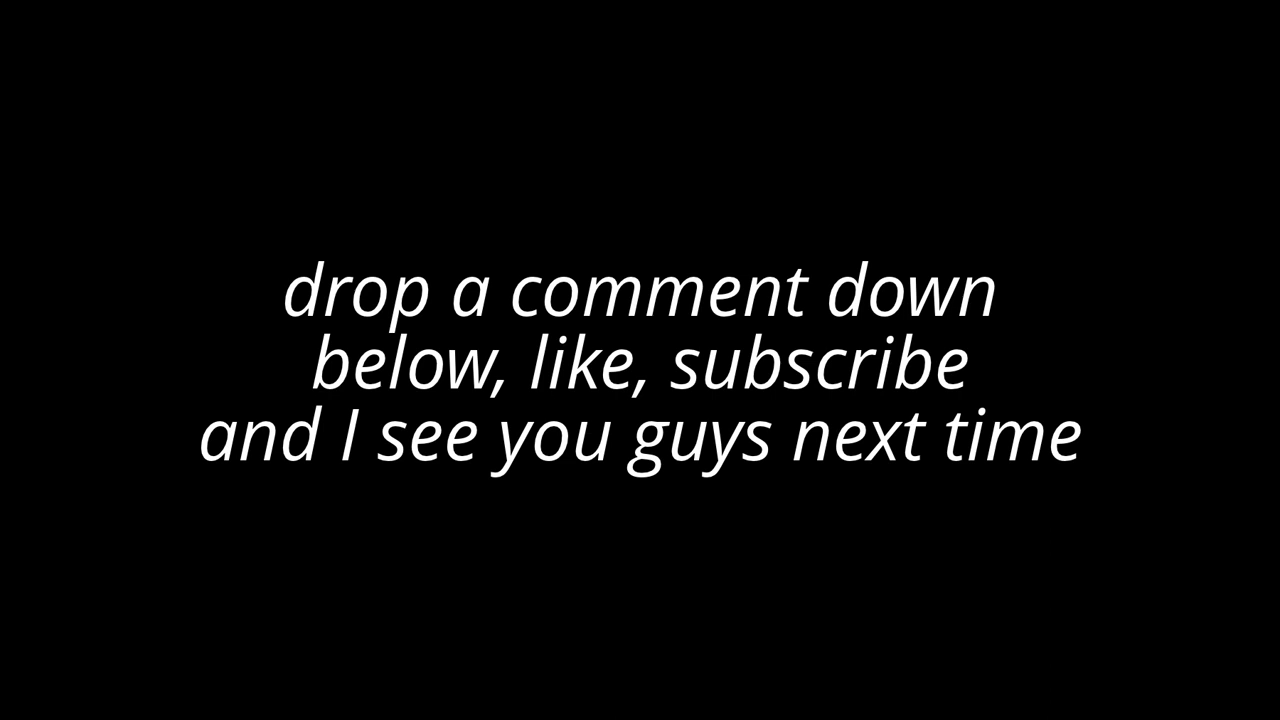 drop a comment down
below, like, subscribe
and I see you guys next time